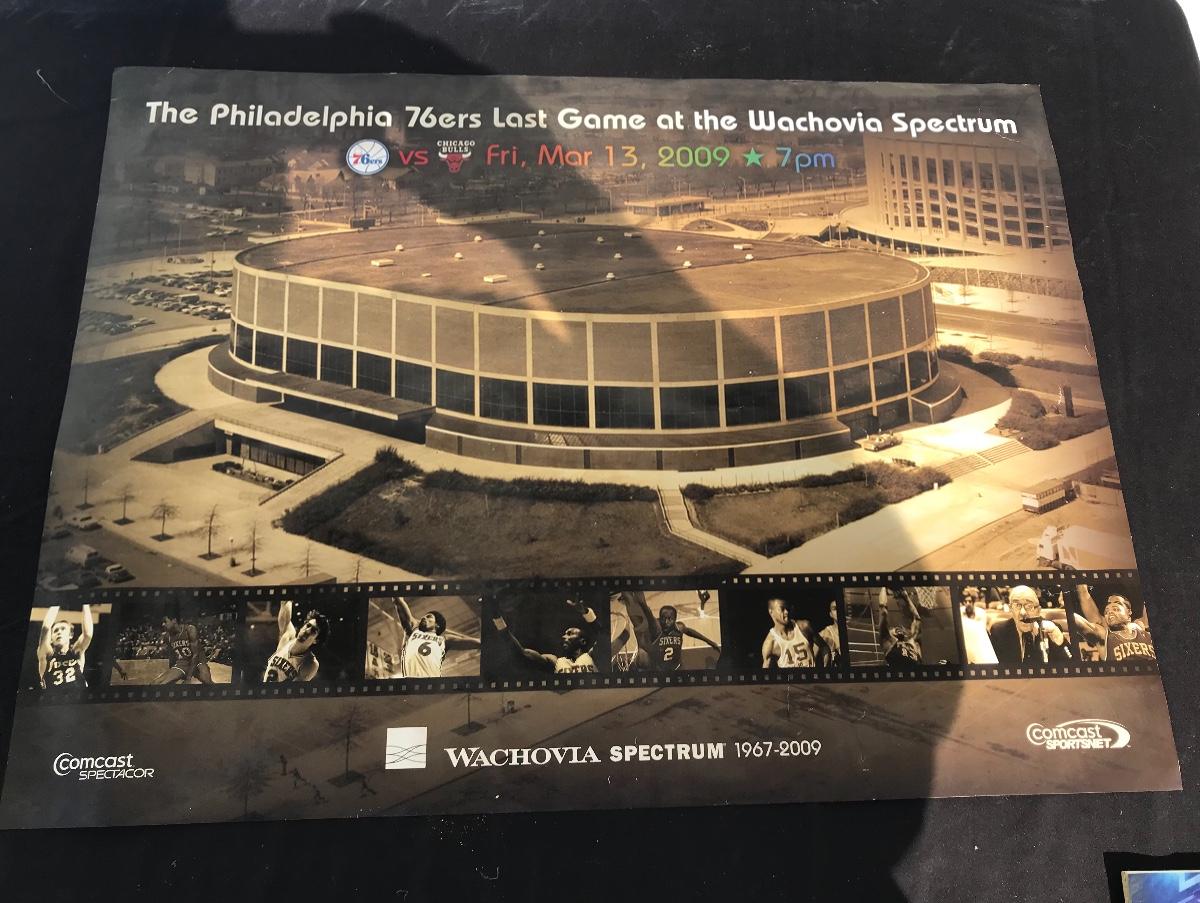 The Philadelphia 76ers Last Game at the Wachovia Spectrum
76ers vs CHICAGO BULLS Fri, Mar 13, 2009 ★ 7pm
32
SIXERS
6
SIXERS
2
15
SIXERS
Comcast
SPECTACOR
WACHOVIA SPECTRUM 1967-2009
Comcast
SPORTSNET